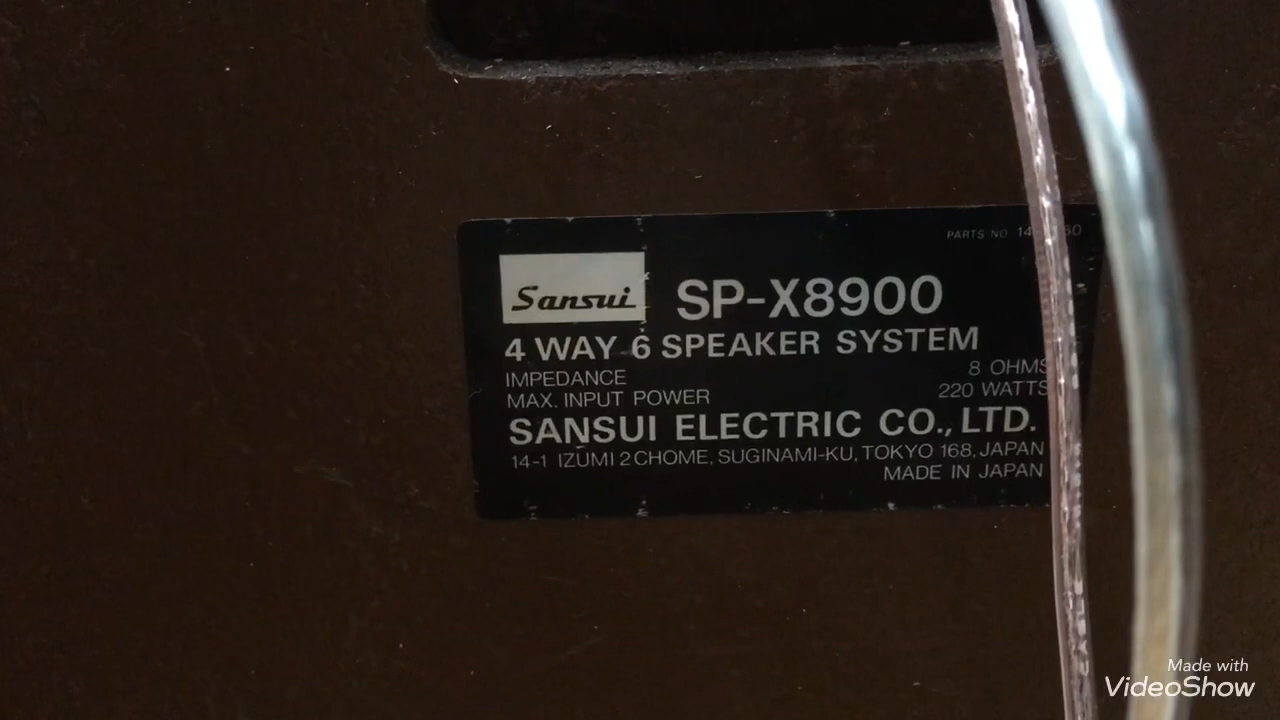 PARTS NO.
Sansui
SP-X8900
4 WAY 6 SPEAKER SYSTEM
IMPEDANCE 8 OHMS
MAX. INPUT POWER 220 WATTS
SANSUI ELECTRIC CO., LTD.
14-1 IZUMI 2 CHOME, SUGINAMI-KU, TOKYO 168, JAPAN
MADE IN JAPAN
Made with
VideoShow